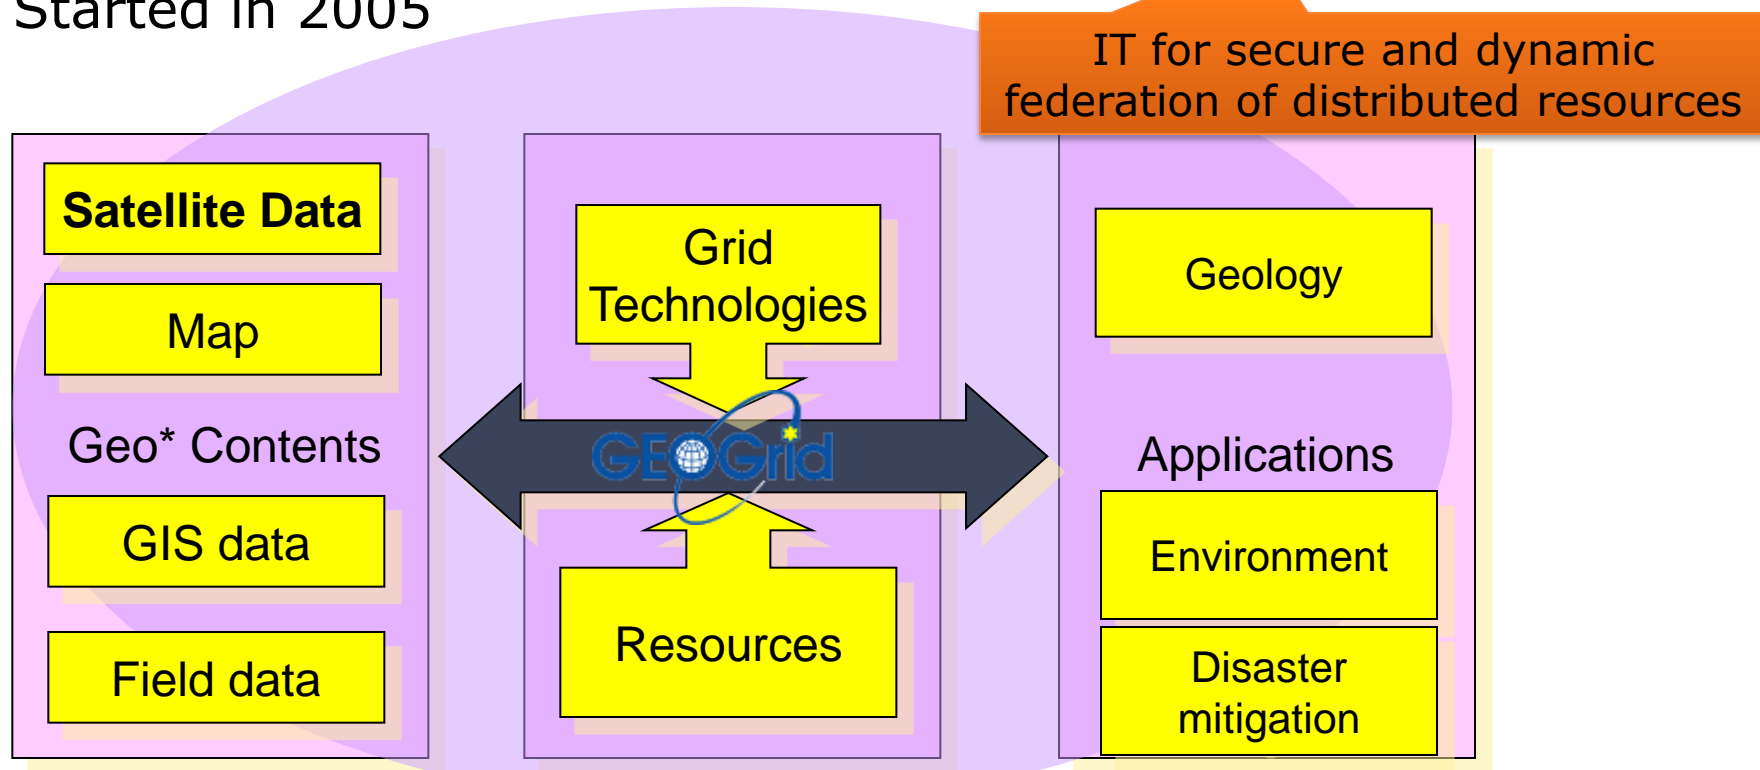 Started in 2005
IT for secure and dynamic
federation of distributed resources
Satellite Data
Map
Geo* Contents
GIS data
Field data
Grid
Technologies
GEOGrid
Resources
Geology
Applications
Environment
Disaster
mitigation